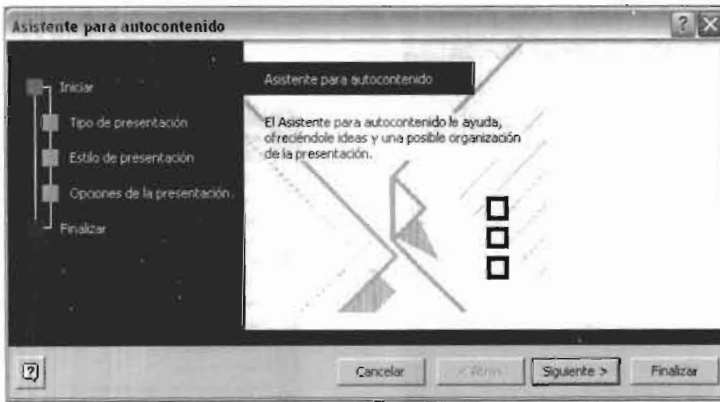 Asistente para autocontenido
Iniciar
Tipo de presentación
Estilo de presentación
Opciones de la presentación
Finalizar
Asistente para autocontenido
El Asistente para autocontenido le ayuda,
ofreciéndole ideas y una posible organización
de la presentación.
Cancelar
< Atrás
Siguiente >
Finalizar